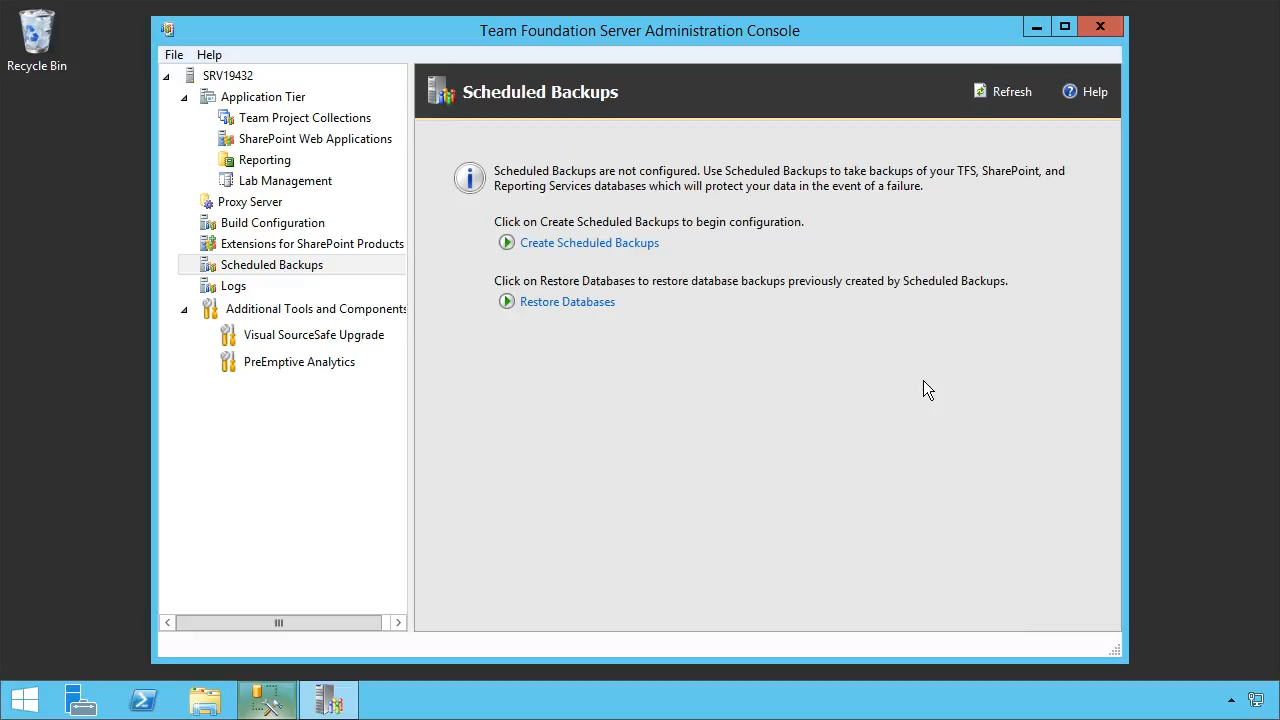 Recycle Bin
Team Foundation Server Administration Console
File Help
SRV19432
Application Tier
Team Project Collections
SharePoint Web Applications
Reporting
Lab Management
Proxy Server
Build Configuration
Extensions for SharePoint Products
Scheduled Backups
Logs
Additional Tools and Components
Visual SourceSafe Upgrade
PreEmptive Analytics
Scheduled Backups
Refresh Help
Scheduled Backups are not configured. Use Scheduled Backups to take backups of your TFS, SharePoint, and
Reporting Services databases which will protect your data in the event of a failure.
Click on Create Scheduled Backups to begin configuration.
Create Scheduled Backups
Click on Restore Databases to restore database backups previously created by Scheduled Backups.
Restore Databases